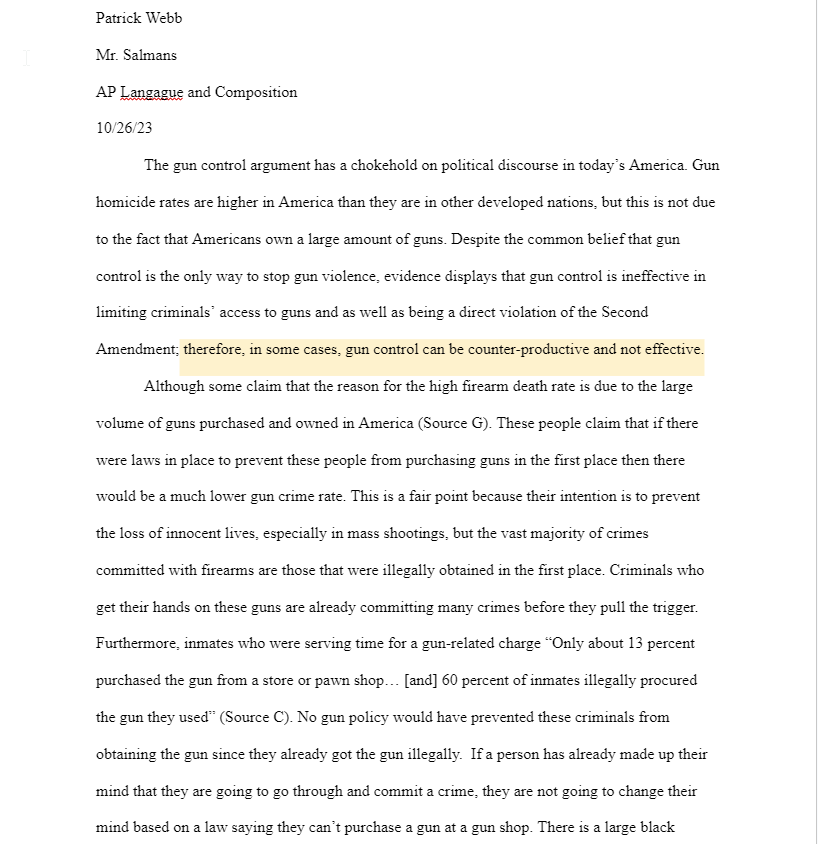 Patrick Webb
Mr. Salmans
AP Langague and Composition
10/26/23
The gun control argument has a chokehold on political discourse in today’s America. Gun
homicide rates are higher in America than they are in other developed nations, but this is not due
to the fact that Americans own a large amount of guns. Despite the common belief that gun
control is the only way to stop gun violence, evidence displays that gun control is ineffective in
limiting criminals’ access to guns and as well as being a direct violation of the Second
Amendment; therefore, in some cases, gun control can be counter-productive and not effective.
Although some claim that the reason for the high firearm death rate is due to the large
volume of guns purchased and owned in America (Source G). These people claim that if there
were laws in place to prevent these people from purchasing guns in the first place then there
would be a much lower gun crime rate. This is a fair point because their intention is to prevent
the loss of innocent lives, especially in mass shootings, but the vast majority of crimes
committed with firearms are those that were illegally obtained in the first place. Criminals who
get their hands on these guns are already committing many crimes before they pull the trigger.
Furthermore, inmates who were serving time for a gun-related charge “Only about 13 percent
purchased the gun from a store or pawn shop… [and] 60 percent of inmates illegally procured
the gun they used” (Source C). No gun policy would have prevented these criminals from
obtaining the gun since they already got the gun illegally.  If a person has already made up their
mind that they are going to go through and commit a crime, they are not going to change their
mind based on a law saying they can’t purchase a gun at a gun shop. There is a large black